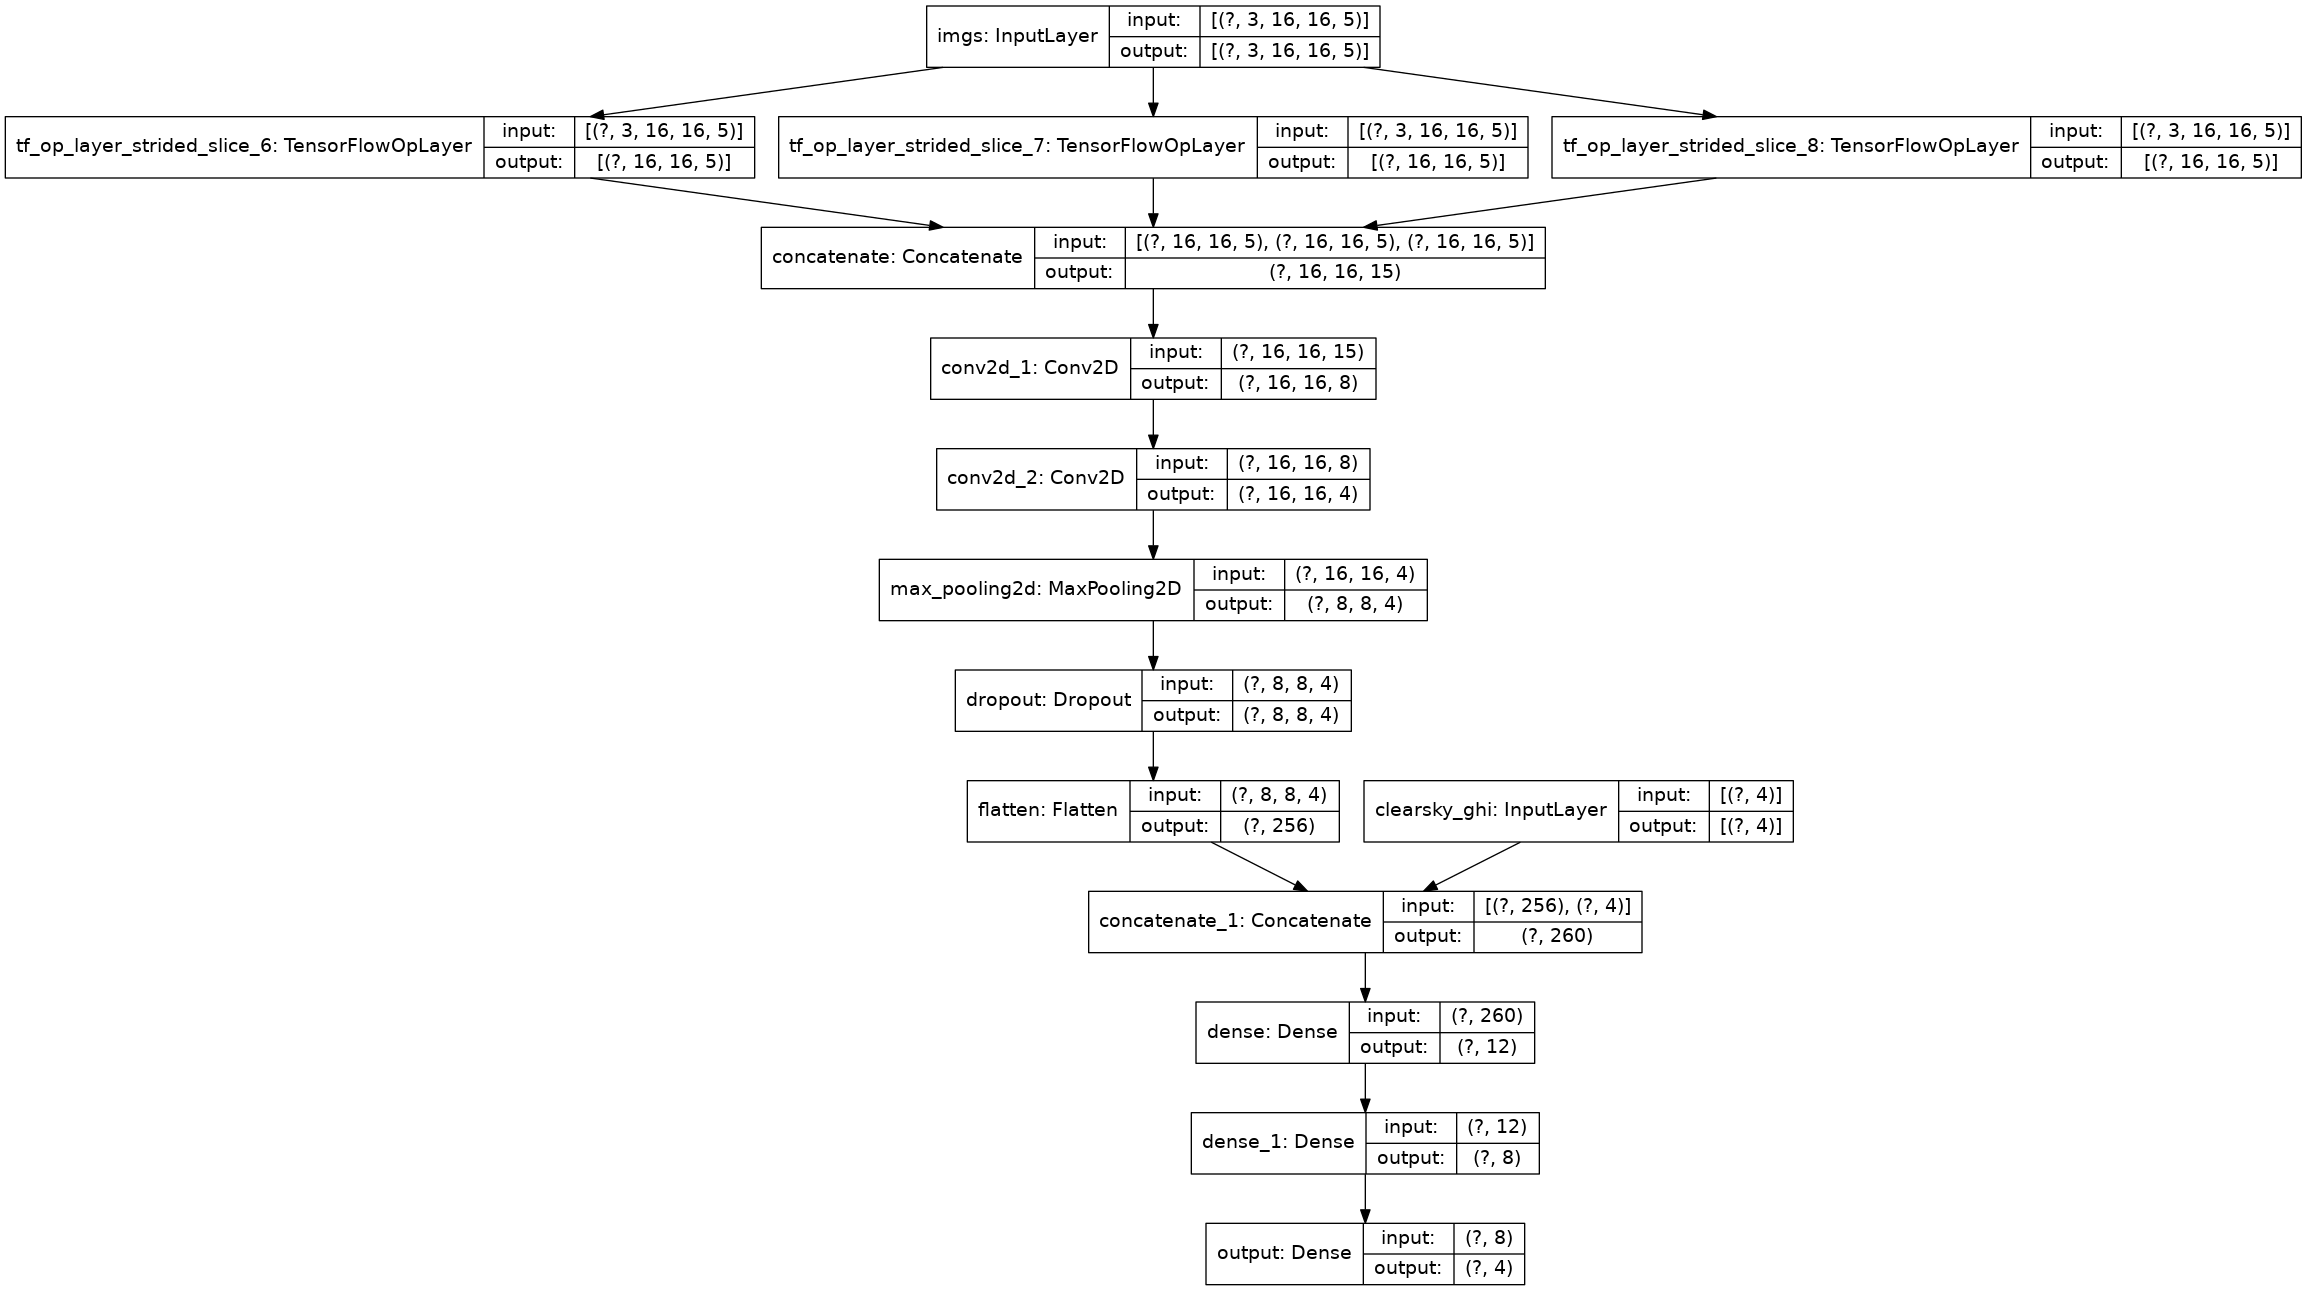 imgs: InputLayer
input:
[(?, 3, 16, 16, 5)]
output:
[(?, 3, 16, 16, 5)]
tf_op_layer_strided_slice_6: TensorFlowOpLayer
input:
[(?, 3, 16, 16, 5)]
output:
[(?, 16, 16, 5)]
tf_op_layer_strided_slice_7: TensorFlowOpLayer
input:
[(?, 3, 16, 16, 5)]
output:
[(?, 16, 16, 5)]
tf_op_layer_strided_slice_8: TensorFlowOpLayer
input:
[(?, 3, 16, 16, 5)]
output:
[(?, 16, 16, 5)]
concatenate: Concatenate
input:
[(?, 16, 16, 5), (?, 16, 16, 5), (?, 16, 16, 5)]
output:
(?, 16, 16, 15)
conv2d_1: Conv2D
input:
(?, 16, 16, 15)
output:
(?, 16, 16, 8)
conv2d_2: Conv2D
input:
(?, 16, 16, 8)
output:
(?, 16, 16, 4)
max_pooling2d: MaxPooling2D
input:
(?, 16, 16, 4)
output:
(?, 8, 8, 4)
dropout: Dropout
input:
(?, 8, 8, 4)
output:
(?, 8, 8, 4)
flatten: Flatten
input:
(?, 8, 8, 4)
output:
(?, 256)
clearsky_ghi: InputLayer
input:
[(?, 4)]
output:
[(?, 4)]
concatenate_1: Concatenate
input:
[(?, 256), (?, 4)]
output:
(?, 260)
dense: Dense
input:
(?, 260)
output:
(?, 12)
dense_1: Dense
input:
(?, 12)
output:
(?, 8)
output: Dense
input:
(?, 8)
output:
(?, 4)